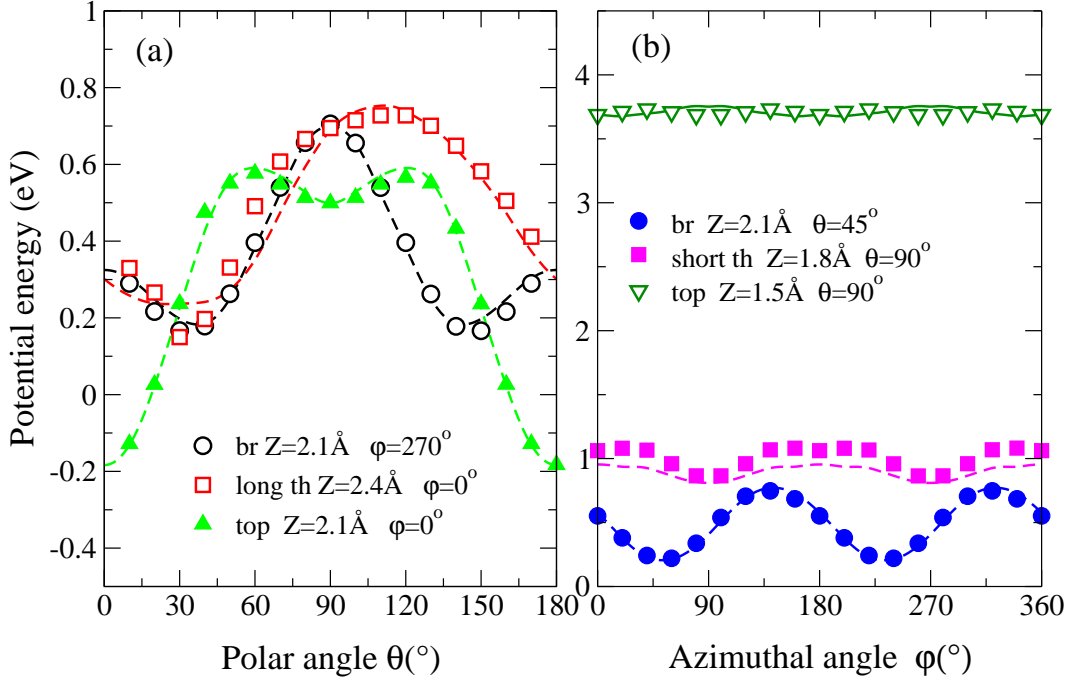 (a)
Potential energy (eV)
1
0.8
0.6
0.4
0.2
0
-0.2
-0.4
br Z=2.1Å φ=270°
long th Z=2.4Å φ=0°
top Z=2.1Å φ=0°
0 30 60 90 120 150 180
Polar angle θ(°)
(b)
4
3
2
1
0
br Z=2.1Å θ=45°
short th Z=1.8Å θ=90°
top Z=1.5Å θ=90°
0 90 180 270 360
Azimuthal angle φ(°)